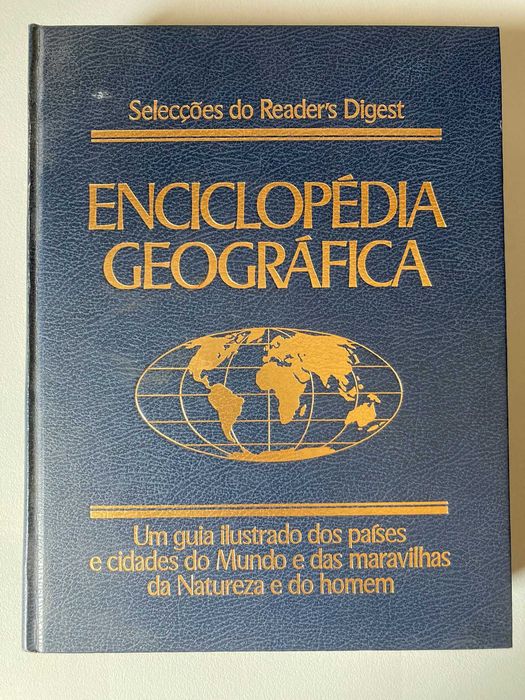 Selecções do Reader's Digest
ENCICLOPÉDIA
GEOGRÁFICA
Um guia ilustrado dos países
e cidades do Mundo e das maravilhas
da Natureza e do homem